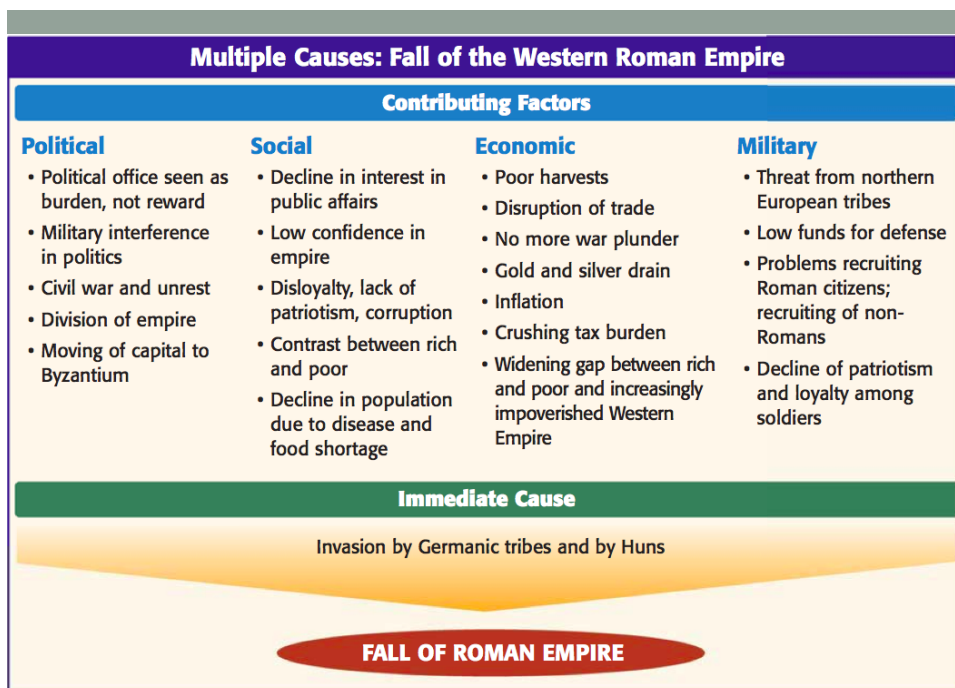 Multiple Causes: Fall of the Western Roman Empire
Contributing Factors
Political
• Political office seen as
burden, not reward
• Military interference
in politics
• Civil war and unrest
• Division of empire
• Moving of capital to
Byzantium
Social
• Decline in interest in
public affairs
• Low confidence in
empire
• Disloyalty, lack of
patriotism, corruption
• Contrast between rich
and poor
• Decline in population
due to disease and
food shortage
Economic
• Poor harvests
• Disruption of trade
• No more war plunder
• Gold and silver drain
• Inflation
• Crushing tax burden
• Widening gap between rich
and poor and increasingly
impoverished Western
Empire
Military
• Threat from northern
European tribes
• Low funds for defense
• Problems recruiting
Roman citizens;
recruiting of non-
Romans
• Decline of patriotism
and loyalty among
soldiers
Immediate Cause
Invasion by Germanic tribes and by Huns
FALL OF ROMAN EMPIRE